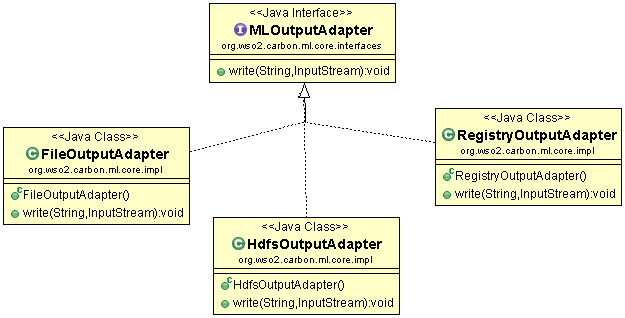 <<Java Interface>>
I MLOutputAdapter
org.wso2.carbon.ml.core.interfaces
write(String,InputStream):void
<<Java Class>>
C FileOutputAdapter
org.wso2.carbon.ml.core.impl
C FileOutputAdapter()
write(String,InputStream):void
<<Java Class>>
C HdfsOutputAdapter
org.wso2.carbon.ml.core.impl
C HdfsOutputAdapter()
write(String,InputStream):void
<<Java Class>>
C RegistryOutputAdapter
org.wso2.carbon.ml.core.impl
C RegistryOutputAdapter()
write(String,InputStream):void